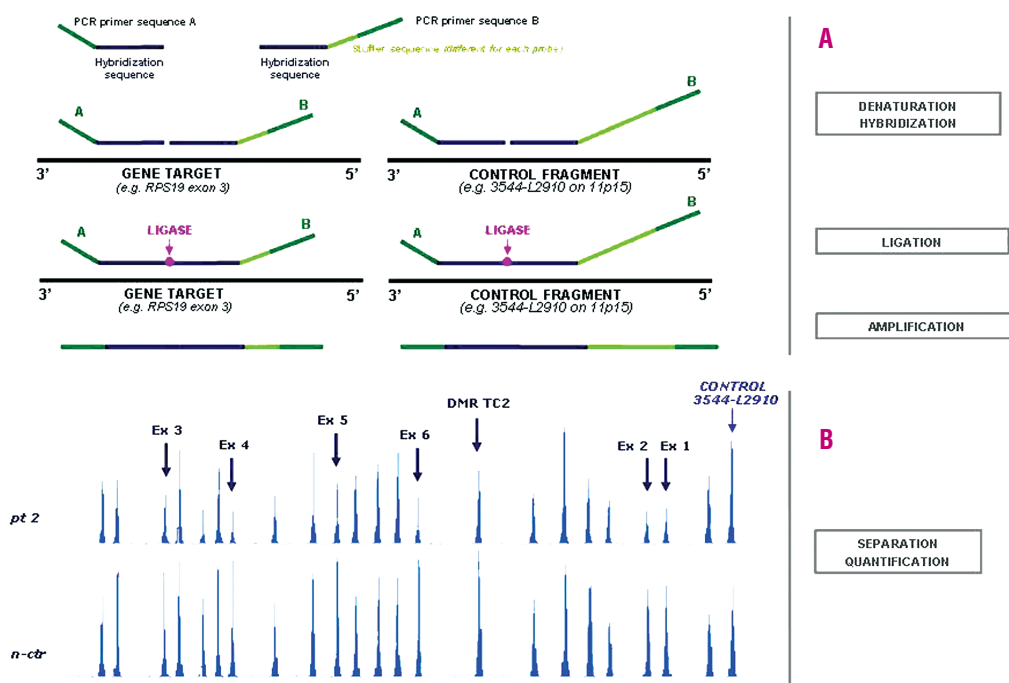 PCR primer sequence A
PCR primer sequence B
Stuffer sequence (different for each probe)
Hybridization
sequence
Hybridization
sequence
A
DENATURATION
HYBRIDIZATION
A
B
A
B
3’
GENE TARGET
5’
(e.g. RPS19 exon 3)
3’
CONTROL FRAGMENT
5’
(e.g. 3544-L2910 on 11p15)
A
LIGASE
B
A
LIGASE
B
LIGATION
3’
GENE TARGET
5’
(e.g. RPS19 exon 3)
3’
CONTROL FRAGMENT
5’
(e.g. 3544-L2910 on 11p15)
AMPLIFICATION
CONTROL
3544-L2910
DMR TC2
Ex 3
Ex 4
Ex 5
Ex 6
Ex 2
Ex 1
B
pt 2
SEPARATION
QUANTIFICATION
n-ctr